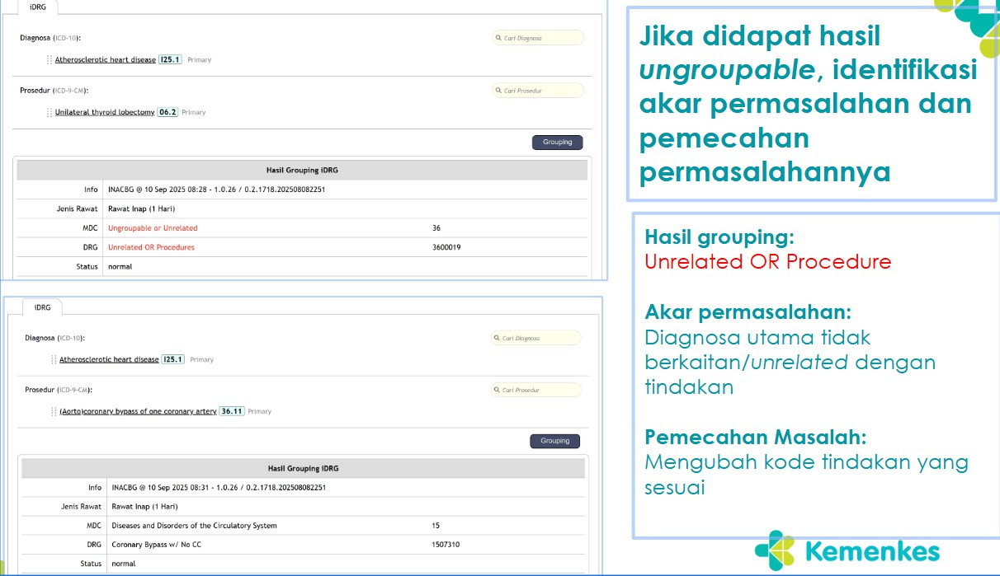 iDRG
Diagnosa (ICD-10):
Cari Diagnosa
Atherosclerotic heart disease I25.1 Primary
Prosedur (ICD-9-CM):
Cari Prosedur
Unilateral thyroid lobectomy 06.2 Primary
Grouping
Hasil Grouping iDRG
Info INACBG @ 10 Sep 2025 08:28 - 1.0.26 / 0.2.1718.202508082251
Jenis Rawat Rawat Inap (1 Hari)
MDC Ungroupable or Unrelated 36
DRG Unrelated OR Procedures 3600019
Status normal
iDRG
Diagnosa (ICD-10):
Cari Diagnosa
Atherosclerotic heart disease I25.1 Primary
Prosedur (ICD-9-CM):
Cari Prosedur
(Aorto)coronary bypass of one coronary artery 36.11 Primary
Grouping
Hasil Grouping iDRG
Info INACBG @ 10 Sep 2025 08:31 - 1.0.26 / 0.2.1718.202508082251
Jenis Rawat Rawat Inap (1 Hari)
MDC Diseases and Disorders of the Circulatory System 15
DRG Coronary Bypass w/ No CC 1507310
Status normal
Jika didapat hasil
ungroupable, identifikasi
akar permasalahan dan
pemecahan
permasalahannya
Hasil grouping:
Unrelated OR Procedure
Akar permasalahan:
Diagnosa utama tidak
berkaitan/unrelated dengan
tindakan
Pemecahan Masalah:
Mengubah kode tindakan yang
sesuai
Kemenkes